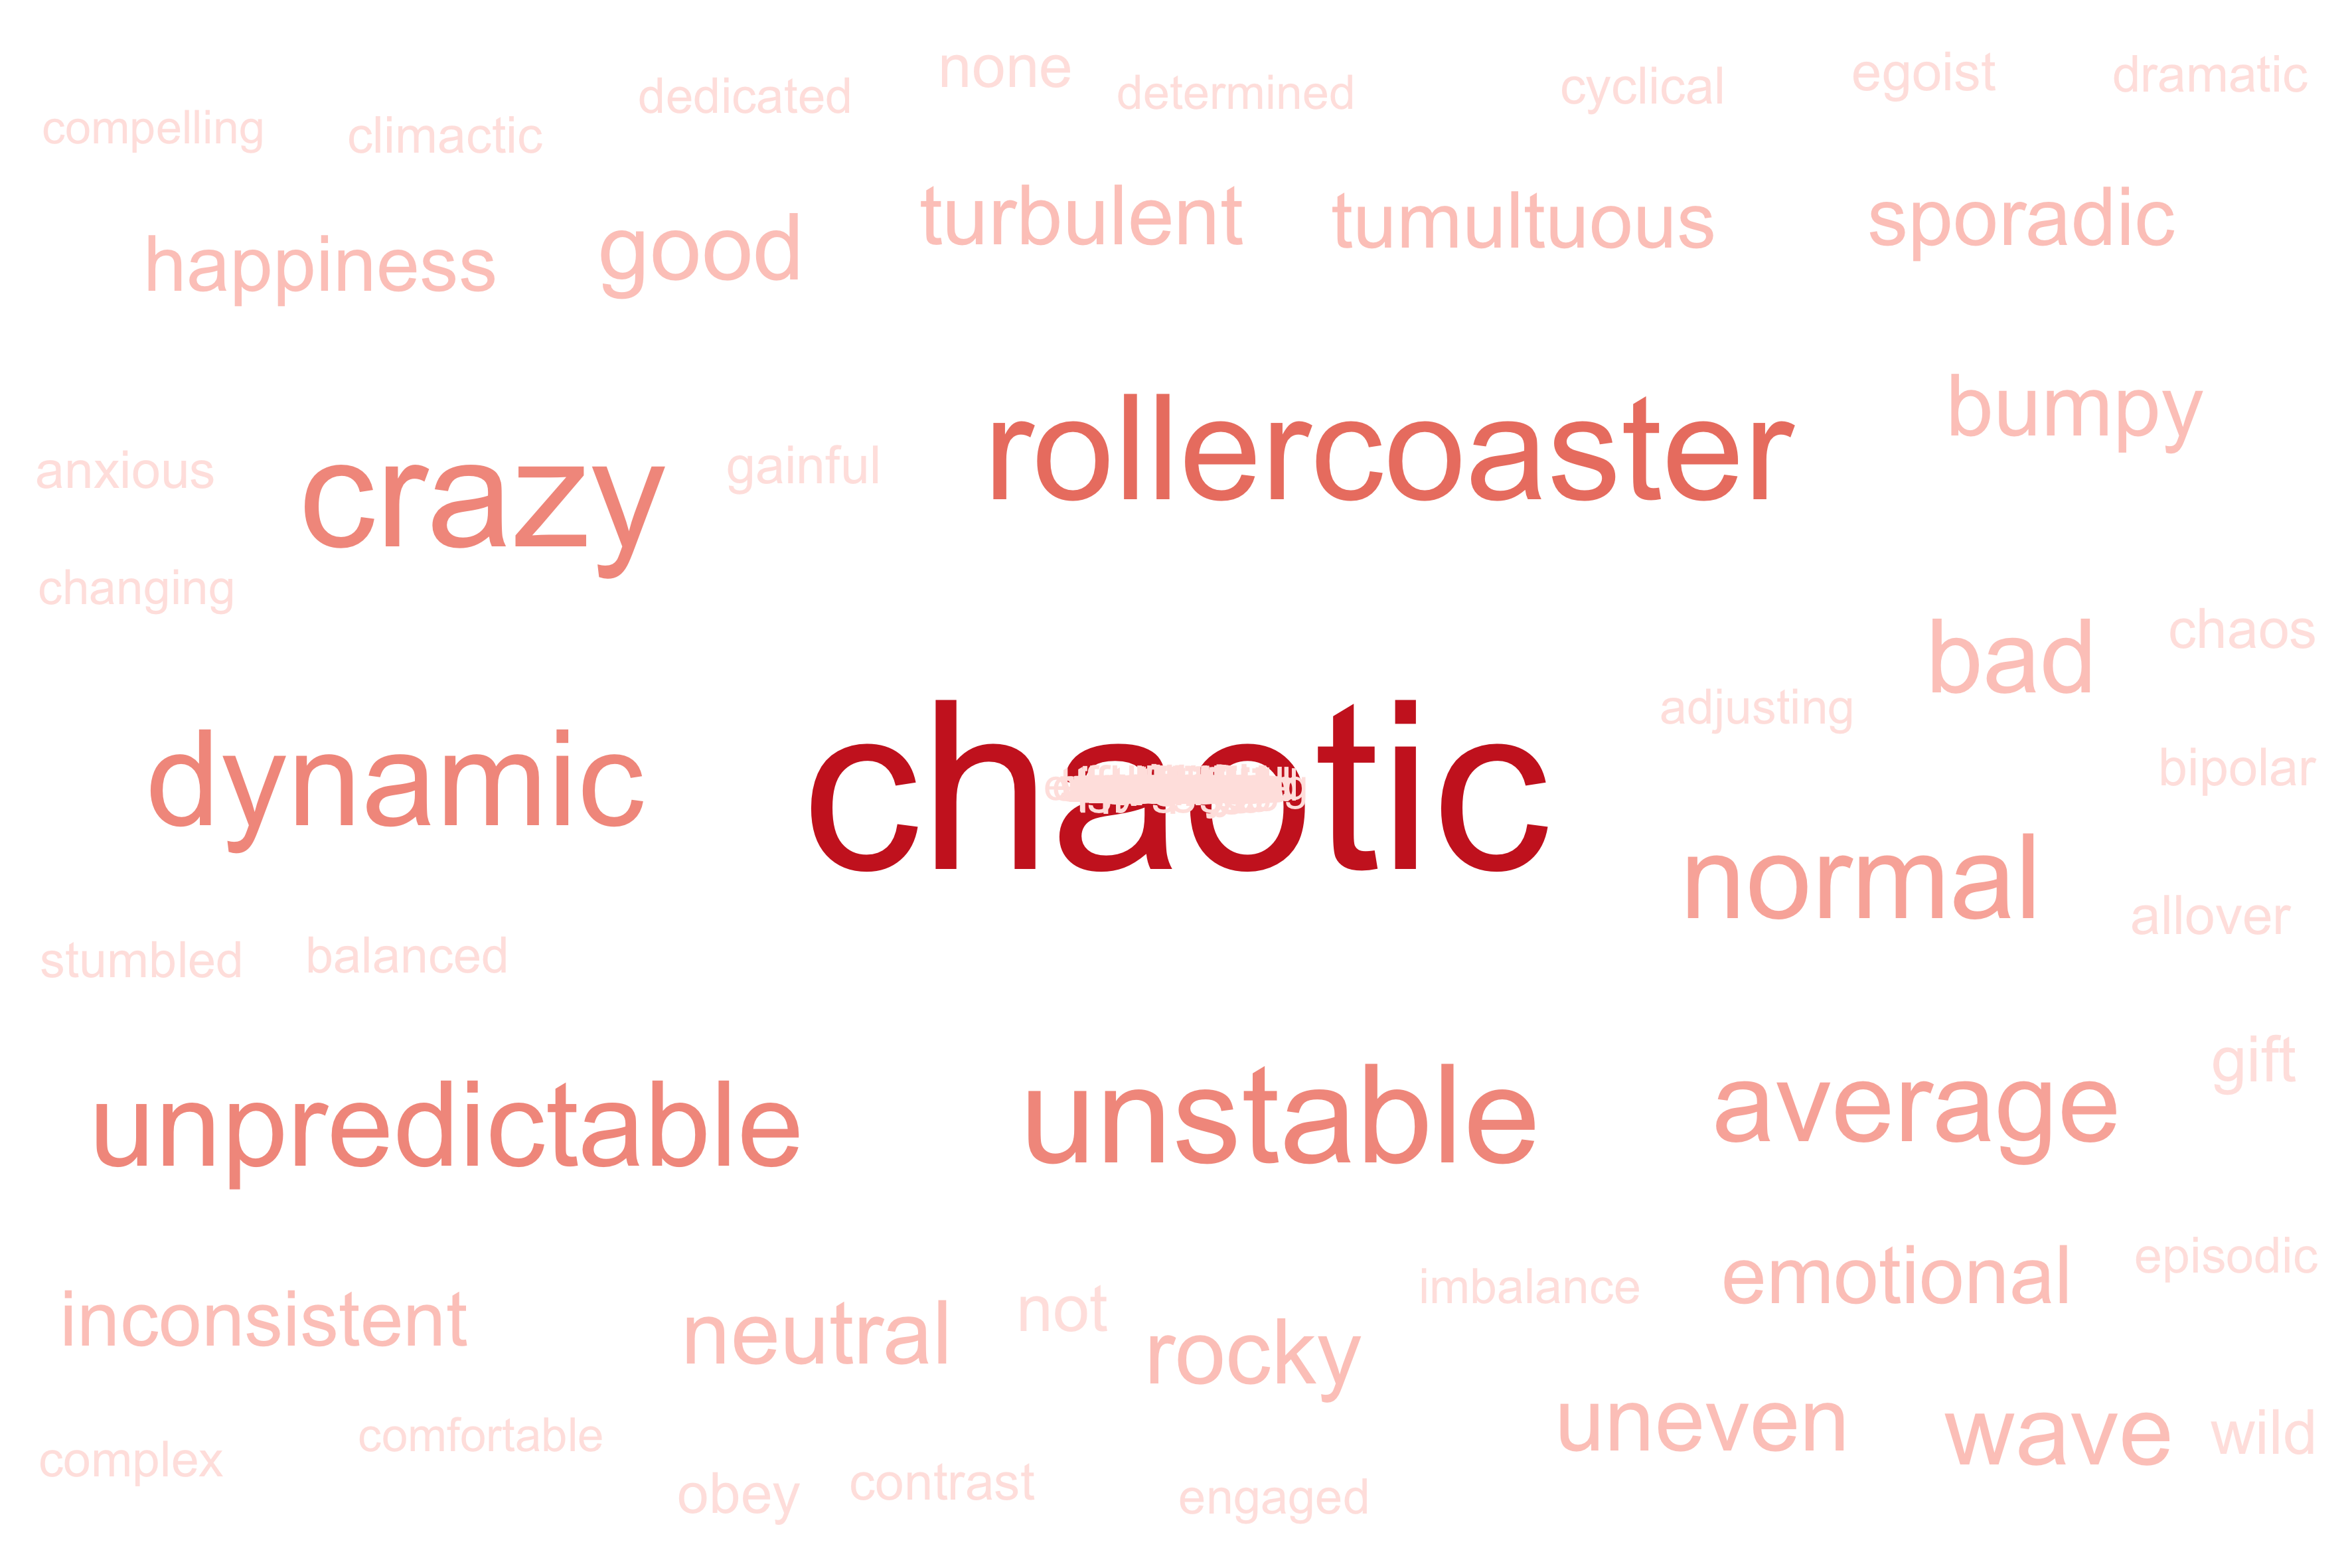 none
egoist
dramatic
cyclical
determined
dedicated
compelling
climactic
turbulent
tumultuous
sporadic
good
happiness
rollercoaster
bumpy
crazy
gainful
anxious
changing
bad
chaos
adjusting
bipolar
dynamic
chaotic
normal
allover
stumbled
balanced
gift
unpredictable
unstable
average
episodic
emotional
imbalance
inconsistent
neutral
not
rocky
uneven
wave
wild
comfortable
complex
obey
contrast
engaged